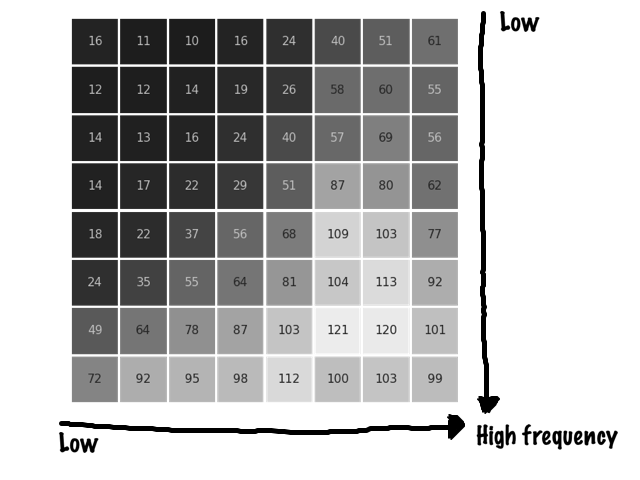 Low
16 11 10 16 24 40 51 61
12 12 14 19 26 58 60 55
14 13 16 24 40 57 69 56
14 17 22 29 51 87 80 62
18 22 37 56 68 109 103 77
24 35 55 64 81 104 113 92
49 64 78 87 103 121 120 101
72 92 95 98 112 100 103 99
Low
High frequency